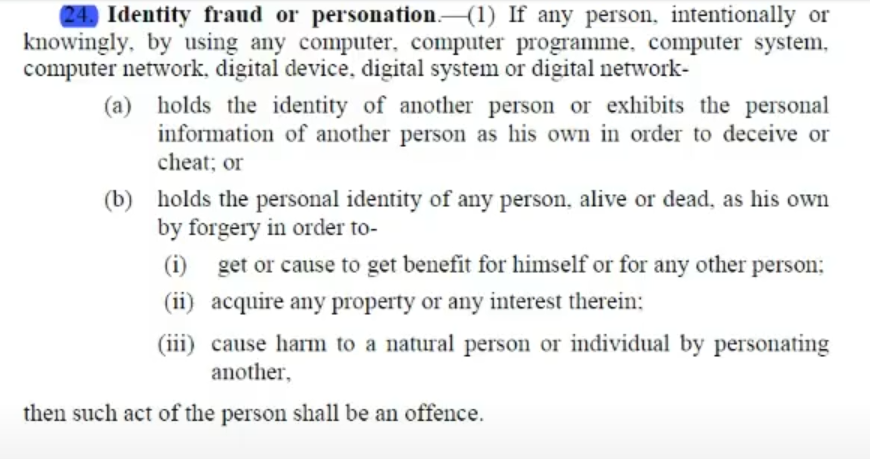 24. Identity fraud or personation.—(1) If any person, intentionally or
knowingly, by using any computer, computer programme, computer system,
computer network, digital device, digital system or digital network-
(a) holds the identity of another person or exhibits the personal
information of another person as his own in order to deceive or
cheat; or
(b) holds the personal identity of any person, alive or dead, as his own
by forgery in order to-
(i) get or cause to get benefit for himself or for any other person;
(ii) acquire any property or any interest therein;
(iii) cause harm to a natural person or individual by personating
another,
then such act of the person shall be an offence.